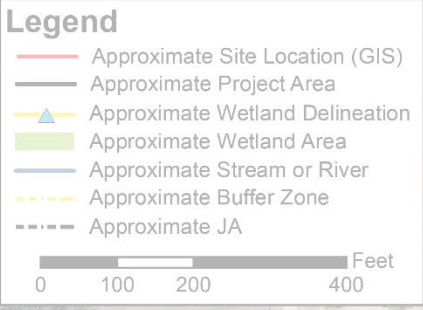 Legend
Approximate Site Location (GIS)
Approximate Project Area
Approximate Wetland Delineation
Approximate Wetland Area
Approximate Stream or River
Approximate Buffer Zone
Approximate JA
Feet
0 100 200 400